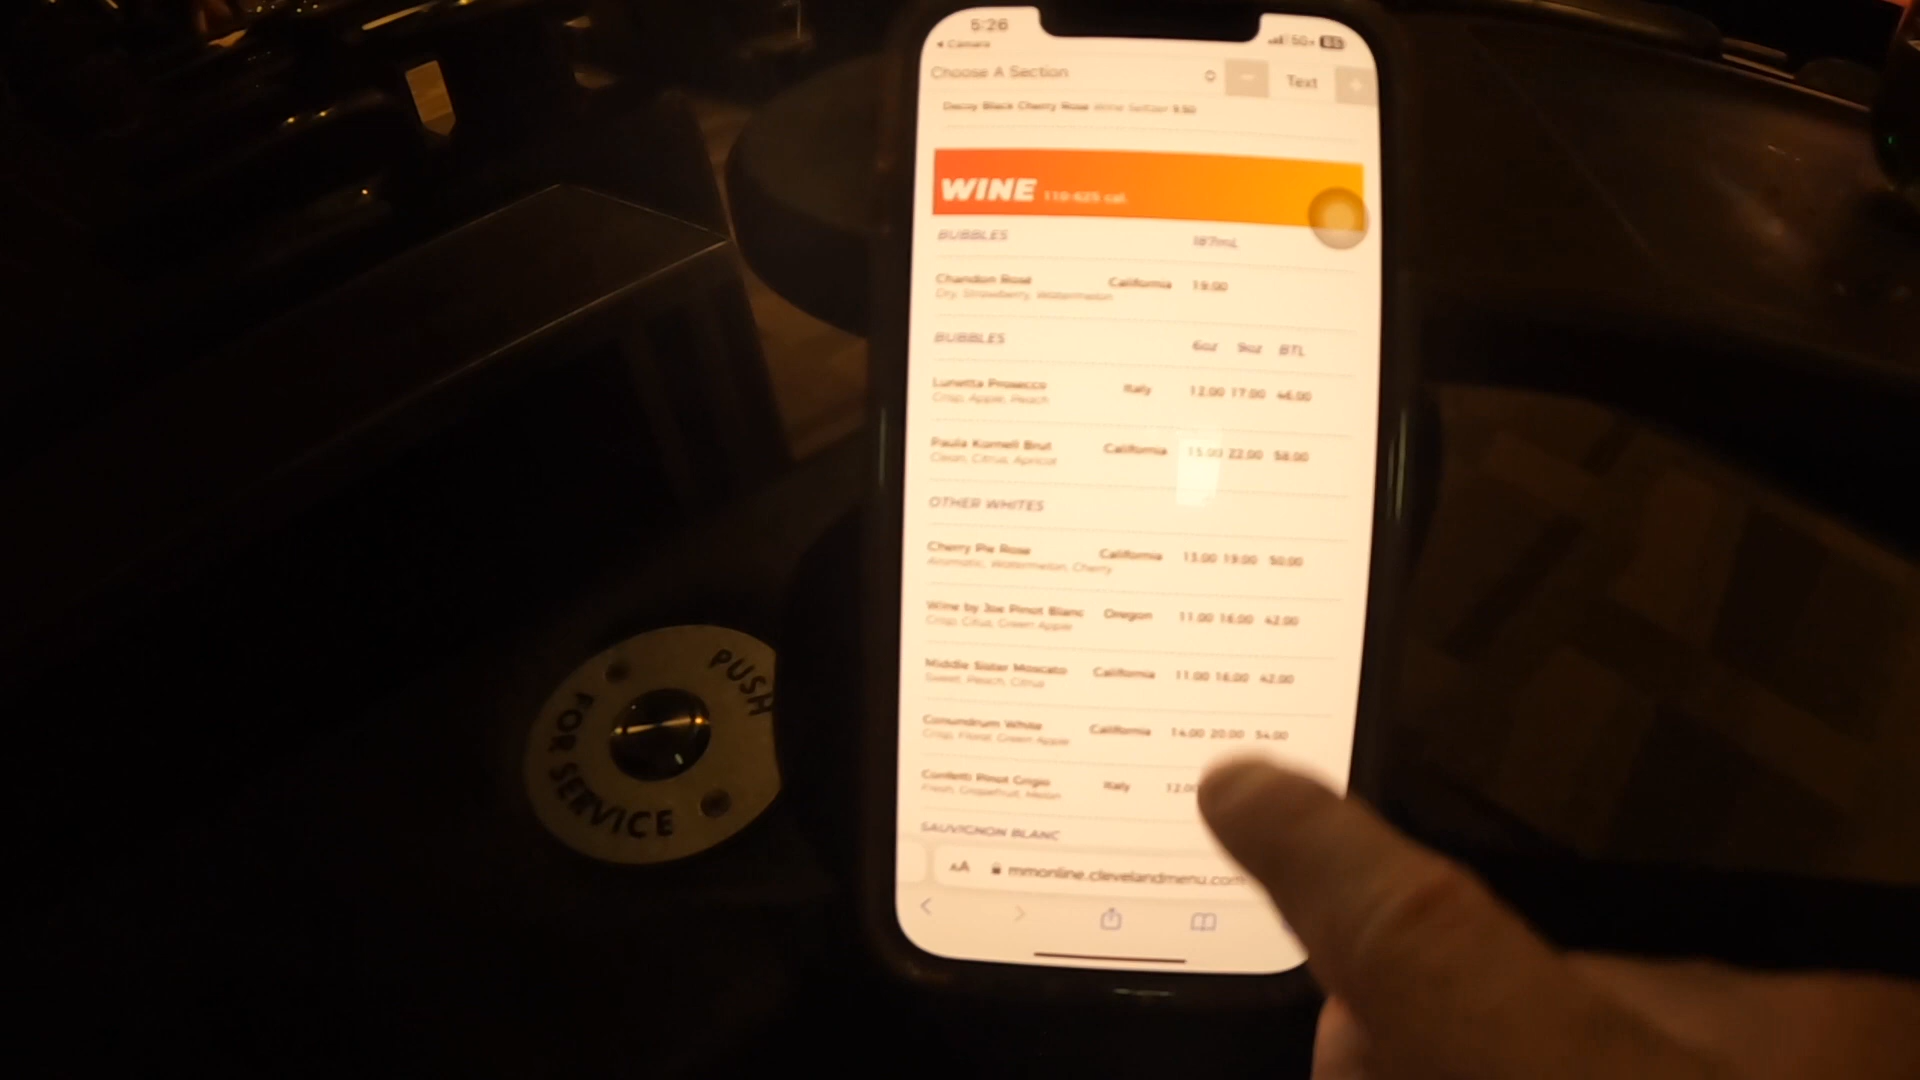 5:26
Camera
Choose A Section
Text
Decoy Black Cherry Rose Wine Seltzer 9.50
WINE 110-625 cal.
BUBBLES 187mL
Chandon Rosé California 19.00
Dry, Strawberry, Watermelon
BUBBLES 6oz 9oz BTL
Lunetta Prosecco Italy 12.00 17.00 46.00
Crisp, Apple, Peach
Paula Kornell Brut California 15.00 22.00 58.00
Clean, Citrus, Apricot
OTHER WHITES
Cherry Pie Rose California 13.00 19.00 50.00
Aromatic, Watermelon, Cherry
Wine by Joe Pinot Blanc Oregon 11.00 16.00 42.00
Crisp, Citrus, Green Apple
Middle Sister Moscato California 11.00 16.00 42.00
Sweet, Peach, Citrus
Conundrum White California 14.00 20.00 54.00
Crisp, Floral, Green Apple
Confetti Pinot Grigio Italy 12.00
Fresh, Grapefruit, Melon
SAUVIGNON BLANC
AA mmonline.clevelandmenu.com
PUSH
FOR SERVICE